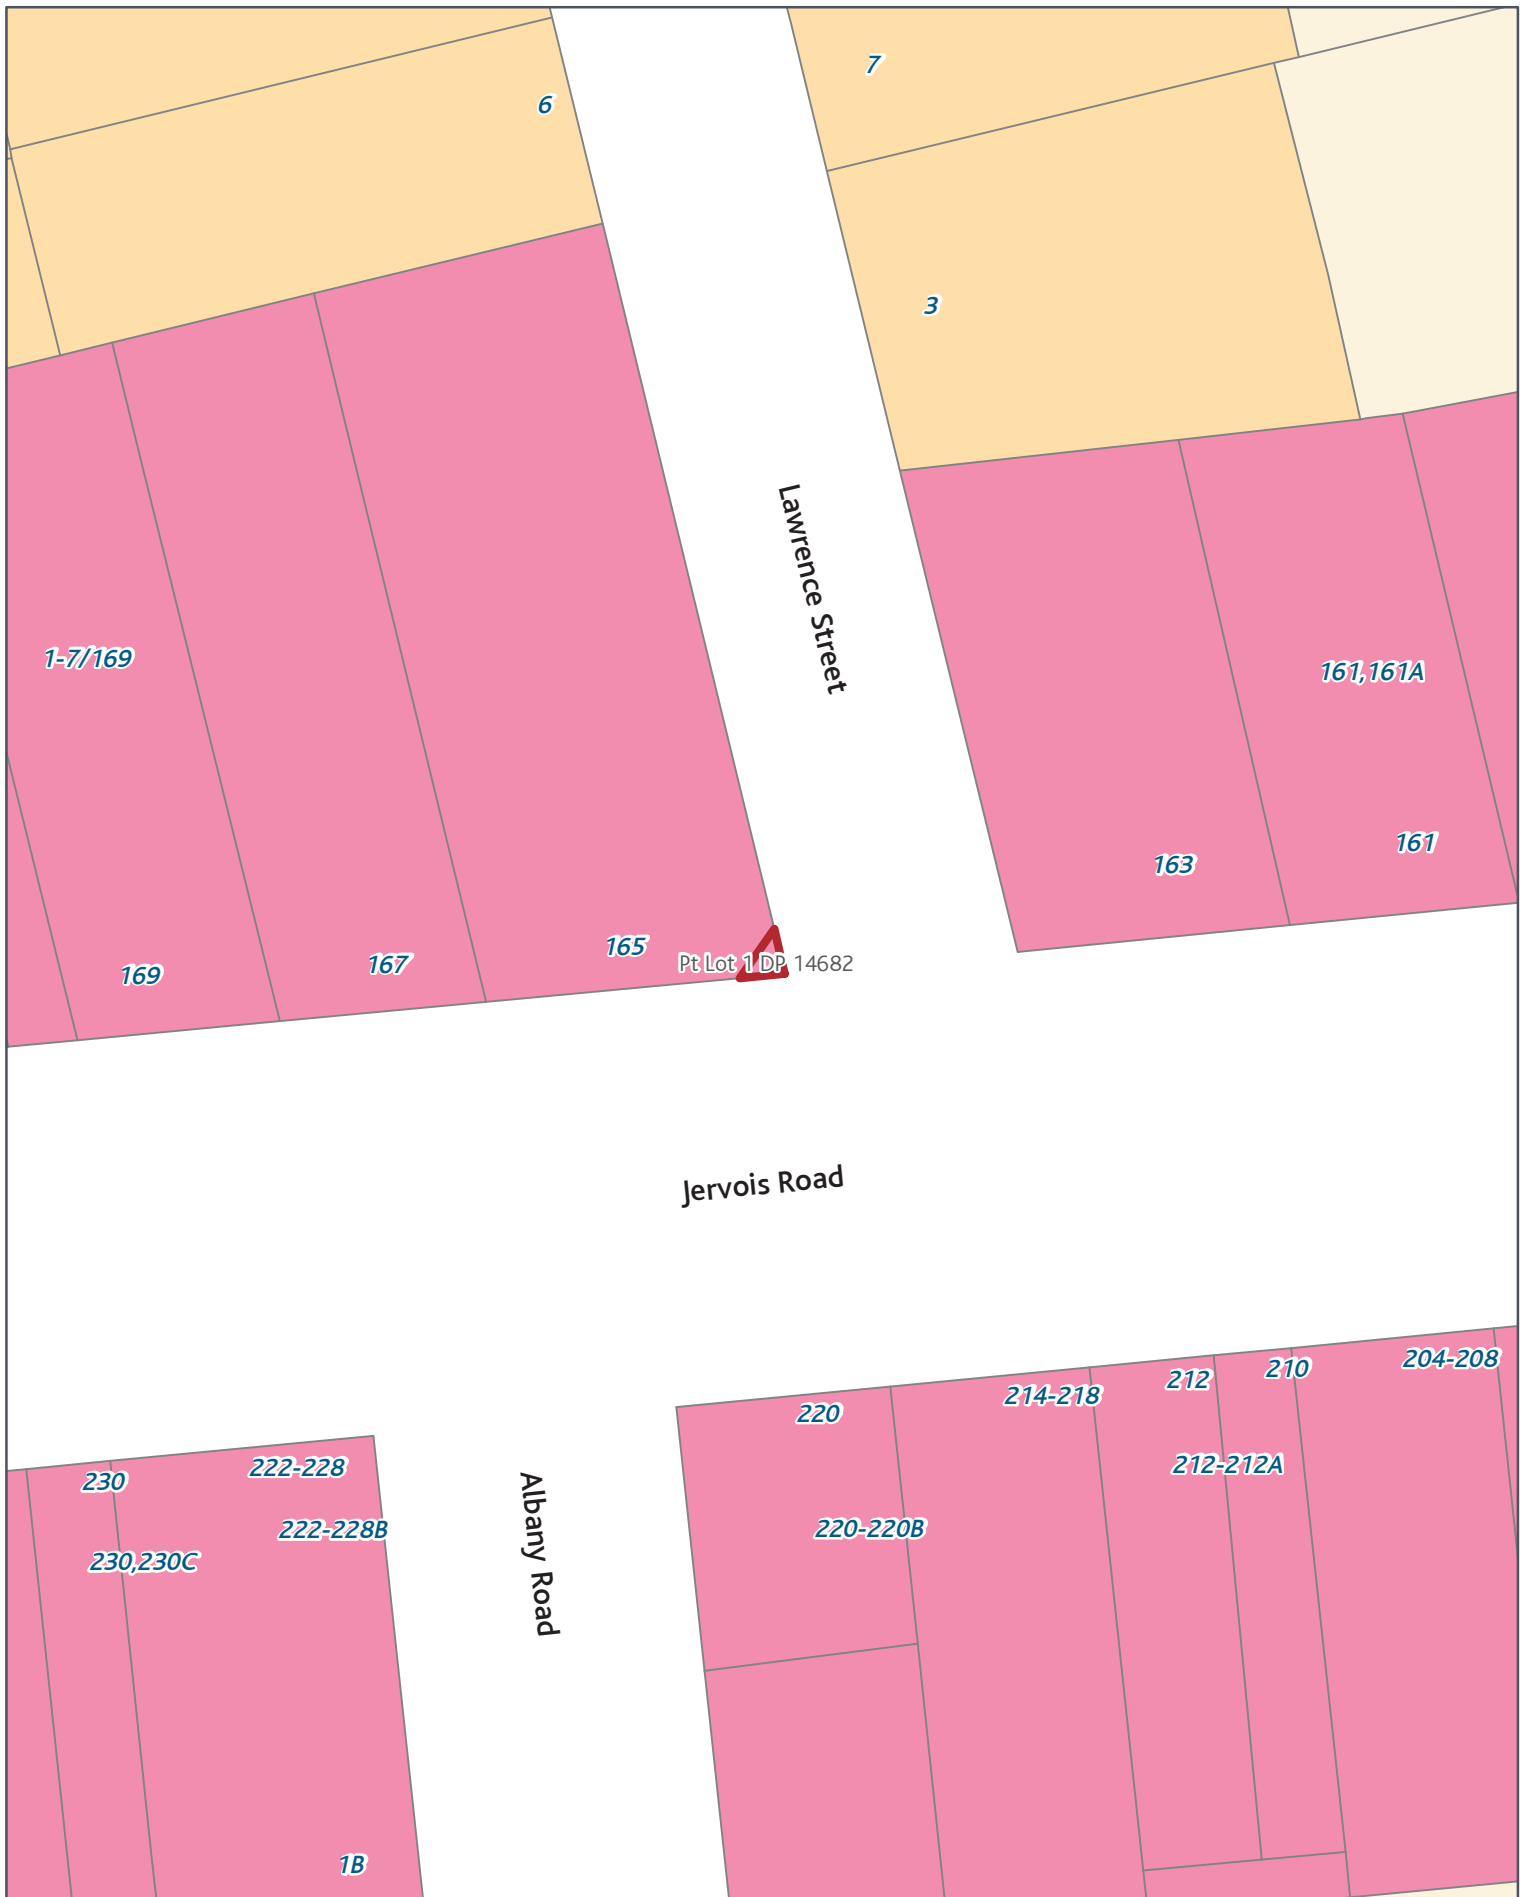 7
6
3
Lawrence Street
1-7/169
161,161A
161
163
165
Pt Lot 1 DP 14682
167
169
Jervois Road
204-208
210
212
214-218
220
212-212A
222-228
230
Albany Road
220-220B
222-228B
230,230C
1B